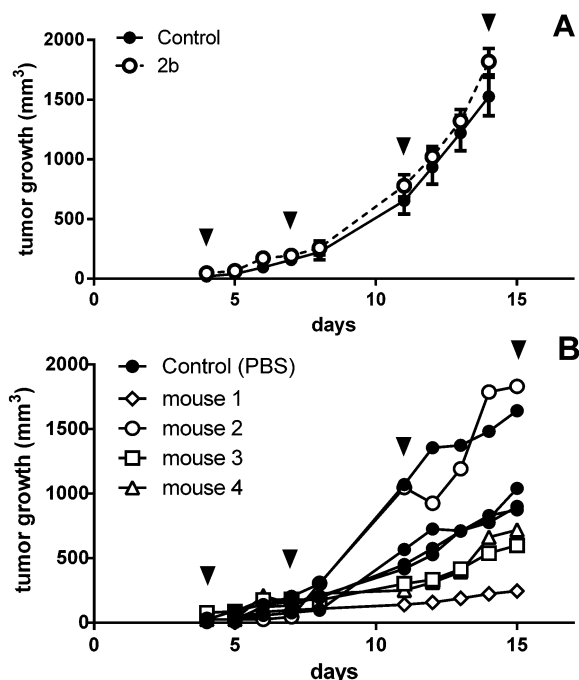 A
Control
2b
2000
1500
1000
500
0
tumor growth (mm³)
0 5 10 15
days
B
Control (PBS)
mouse 1
mouse 2
mouse 3
mouse 4
2000
1500
1000
500
0
tumor growth (mm³)
0 5 10 15
days